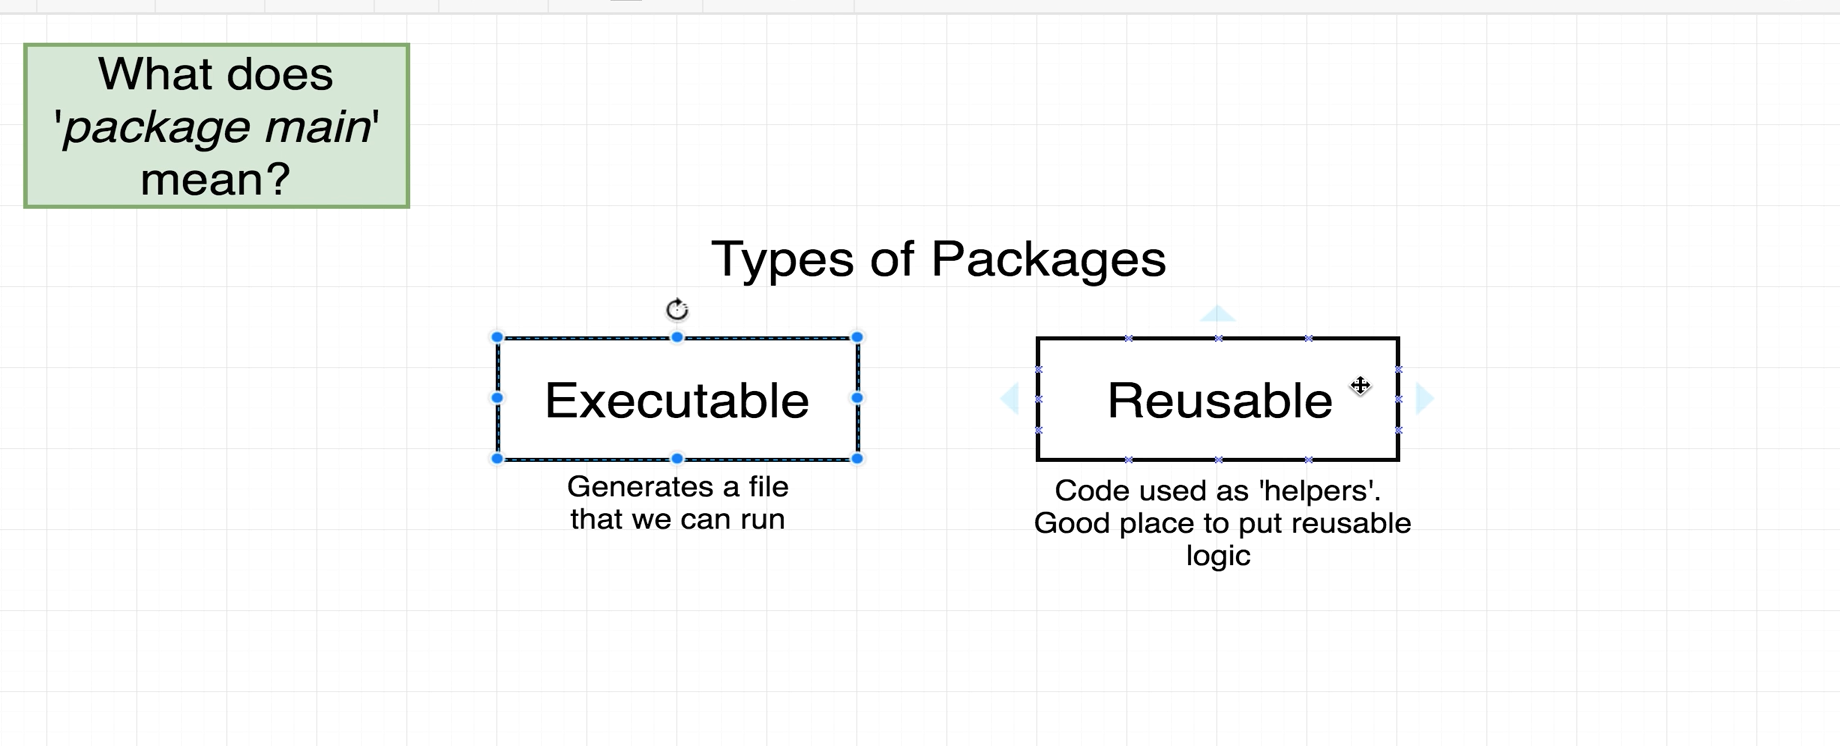 What does
'package main'
mean?
Types of Packages
Executable
Reusable
Generates a file
that we can run
Code used as 'helpers'.
Good place to put reusable
logic